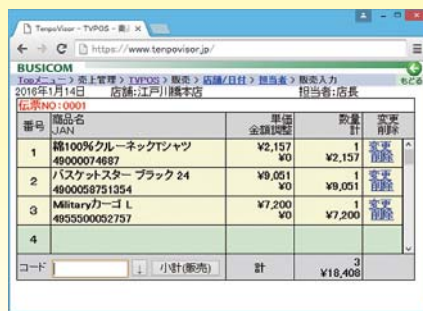 TenpoVisor - TVPOS - 売上
https://www.tenpovisor.jp/
BUSICOM
Topメニュー > 売上管理 > TVPOS > 販売 > 店舗/日付 > 担当者 > 販売入力
もどる
2016年1月14日 店舗:江戸川橋本店 担当者:店長
伝票NO:0001
番号 商品名 JAN 単価 金額調整 数量 計 変更 削除
1 綿100%クルーネックTシャツ ¥2,157 1 変更
49000074687 ¥0 ¥2,157 削除
2 バスケットスター ブラック 24 ¥9,051 1 変更
4900058751354 ¥0 ¥9,051 削除
3 Militaryカーゴ L ¥7,200 1 変更
4955500052757 ¥0 ¥7,200 削除
4
コード ↓ 小計(販売) 計 3
¥18,408